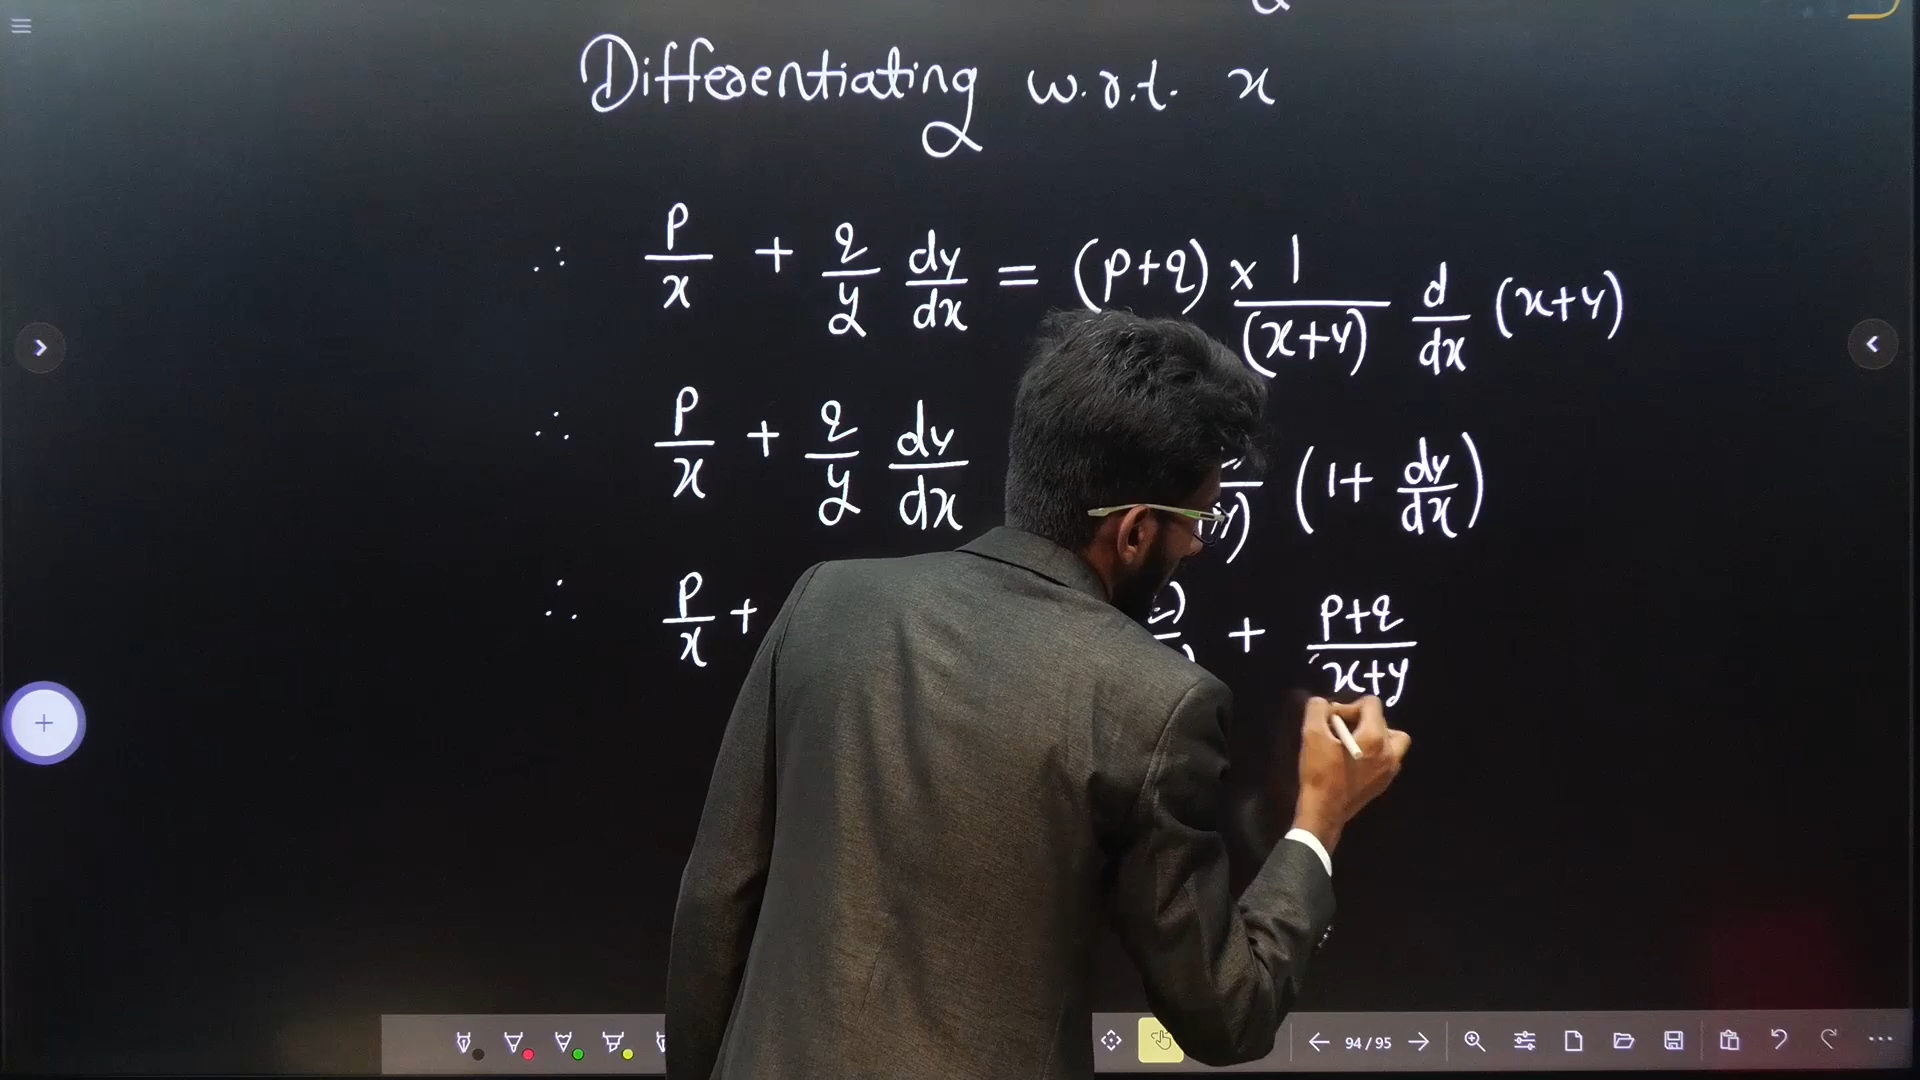 Differentiating w.r.t. x
∴ p/x + q/y dy/dx = (p+q) × 1/(x+y) d/dx (x+y)
∴ p/x + q/y dy/dx (1 + dy/dx)
∴ p/x + + p+q/x+y
94 / 95